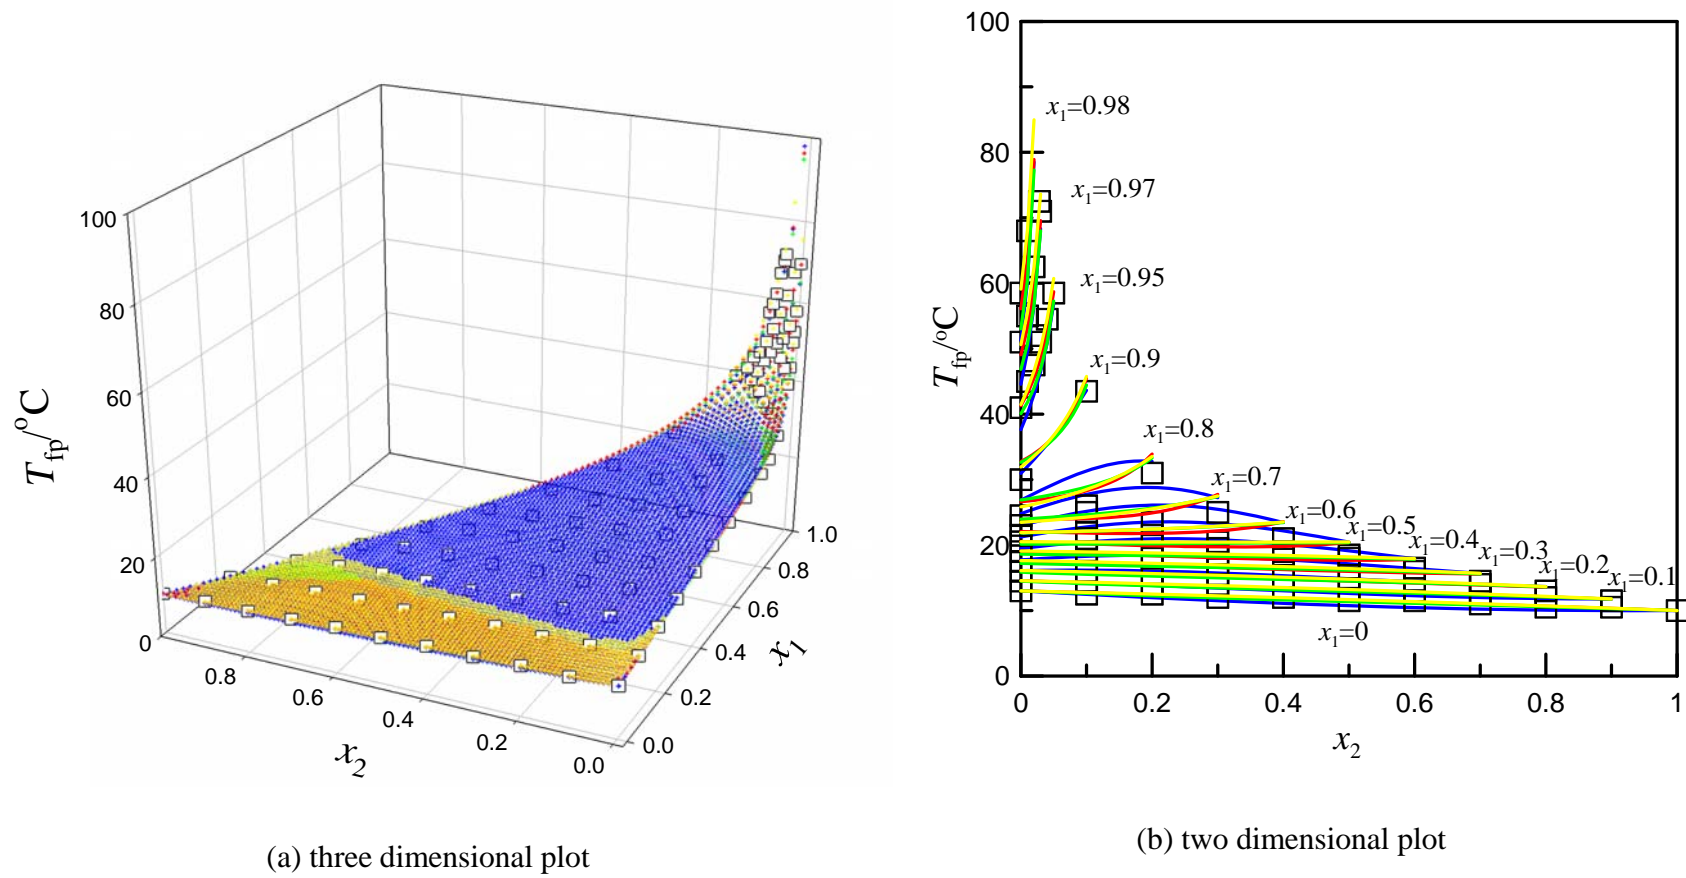 100
80
60
40
20
0
T_fp/°C
0.8
0.6
0.4
0.2
0.0
x_2
1.0
0.8
0.6
0.4
0.2
0.0
x_1
(a) three dimensional plot
100
80
60
40
20
0
T_fp/°C
x_1=0.98
x_1=0.97
x_1=0.95
x_1=0.9
x_1=0.8
x_1=0.7
x_1=0.6
x_1=0.5
x_1=0.4
x_1=0.3
x_1=0.2
x_1=0.1
x_1=0
0 0.2 0.4 0.6 0.8 1
x_2
(b) two dimensional plot